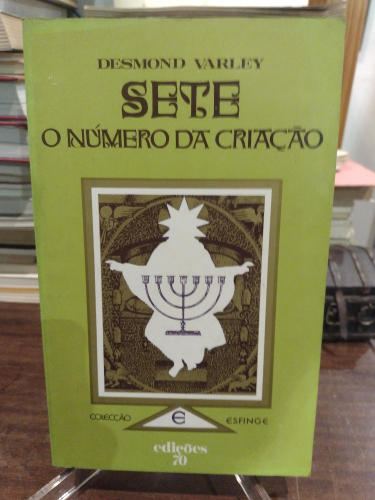 DESMOND VARLEY
SETE
O NÚMERO DA CRIAÇÃO
COLECÇÃO
E
ESFINGE
edições
70